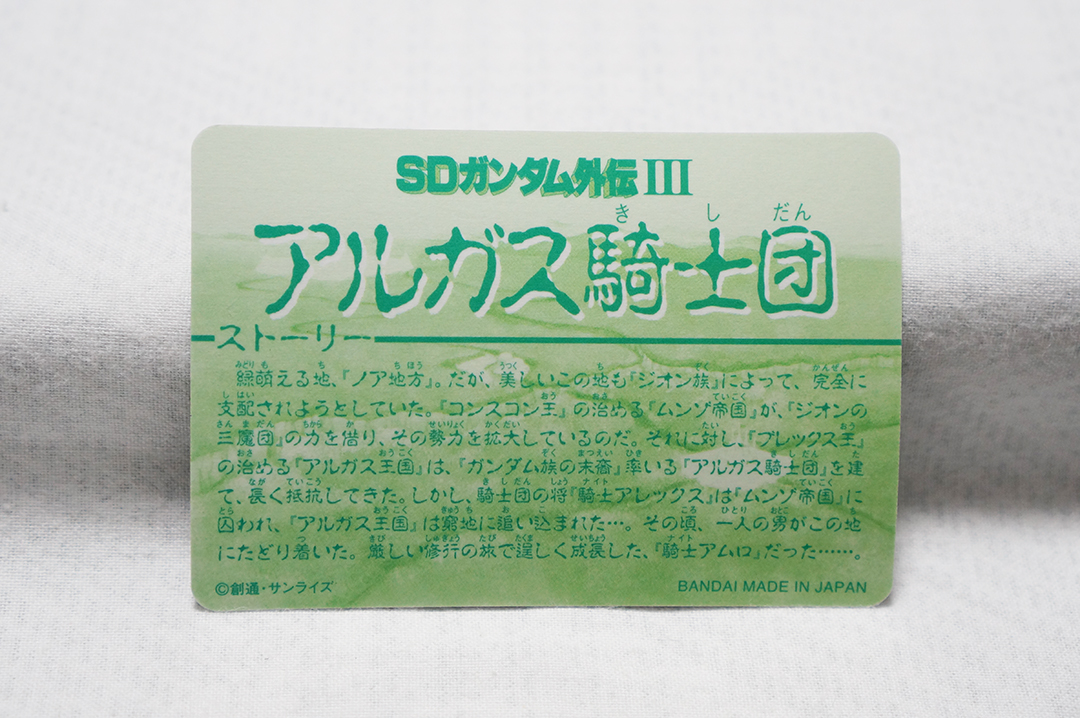 SDガンダム外伝III
アルガス騎士団
きしだん
ストーリー
緑萌える地、『ノア地方』。だが、美しいこの地も『ジオン族』によって、完全に
支配されようとしていた。『コンスコン王』の治める『ムンゾ帝国』が、『ジオンの
三魔団』の力を借り、その勢力を拡大しているのだ。それに対し、『ブレックス王』
の治める『アルガス王国』は、『ガンダム族の末裔』率いる『アルガス騎士団』を建
て、長く抵抗してきた。しかし、騎士団の将『騎士アレックス』は『ムンゾ帝国』に
囚われ、『アルガス王国』は窮地に追い込まれた…。その頃、一人の男がこの地
にたどり着いた。厳しい修行の旅で逞しく成長した、『騎士アムロ』だった……。
©創通・サンライズ
BANDAI MADE IN JAPAN